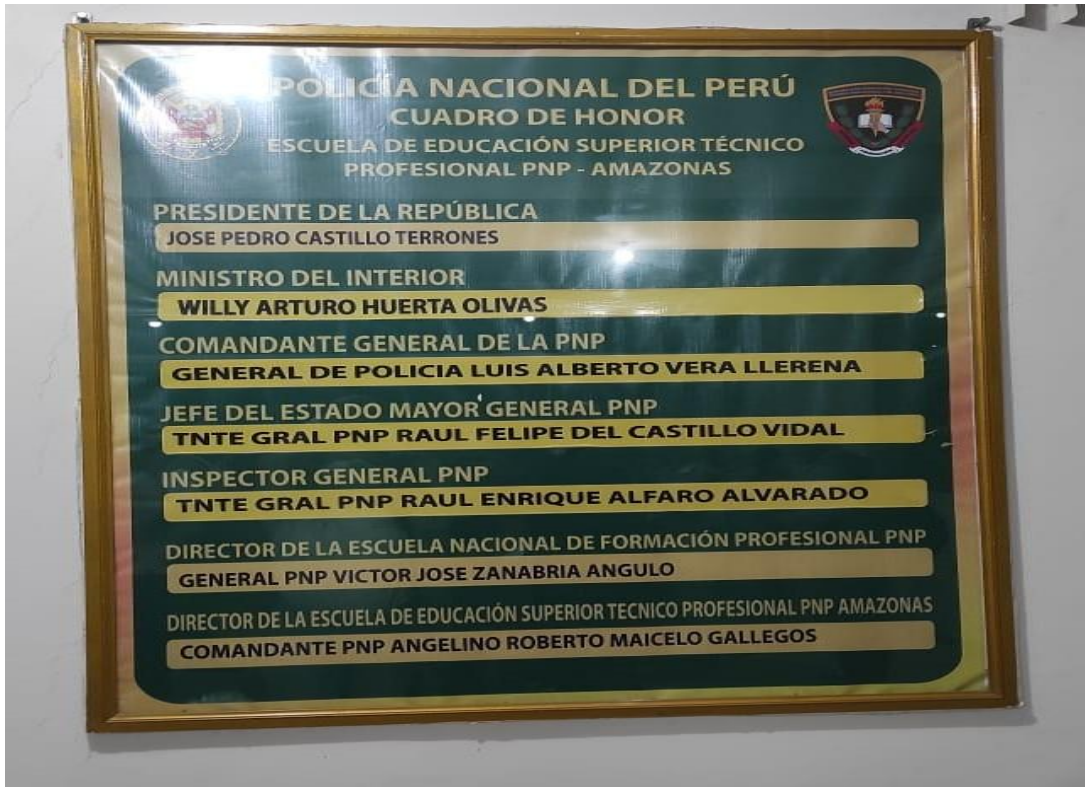 POLICÍA NACIONAL DEL PERÚ
CUADRO DE HONOR
ESCUELA DE EDUCACIÓN SUPERIOR TÉCNICO
PROFESIONAL PNP - AMAZONAS
PRESIDENTE DE LA REPÚBLICA
JOSE PEDRO CASTILLO TERRONES
MINISTRO DEL INTERIOR
WILLY ARTURO HUERTA OLIVAS
COMANDANTE GENERAL DE LA PNP
GENERAL DE POLICIA LUIS ALBERTO VERA LLERENA
JEFE DEL ESTADO MAYOR GENERAL PNP
TNTE GRAL PNP RAUL FELIPE DEL CASTILLO VIDAL
INSPECTOR GENERAL PNP
TNTE GRAL PNP RAUL ENRIQUE ALFARO ALVARADO
DIRECTOR DE LA ESCUELA NACIONAL DE FORMACIÓN PROFESIONAL PNP
GENERAL PNP VICTOR JOSE ZANABRIA ANGULO
DIRECTOR DE LA ESCUELA DE EDUCACIÓN SUPERIOR TECNICO PROFESIONAL PNP AMAZONAS
COMANDANTE PNP ANGELINO ROBERTO MAICELO GALLEGOS